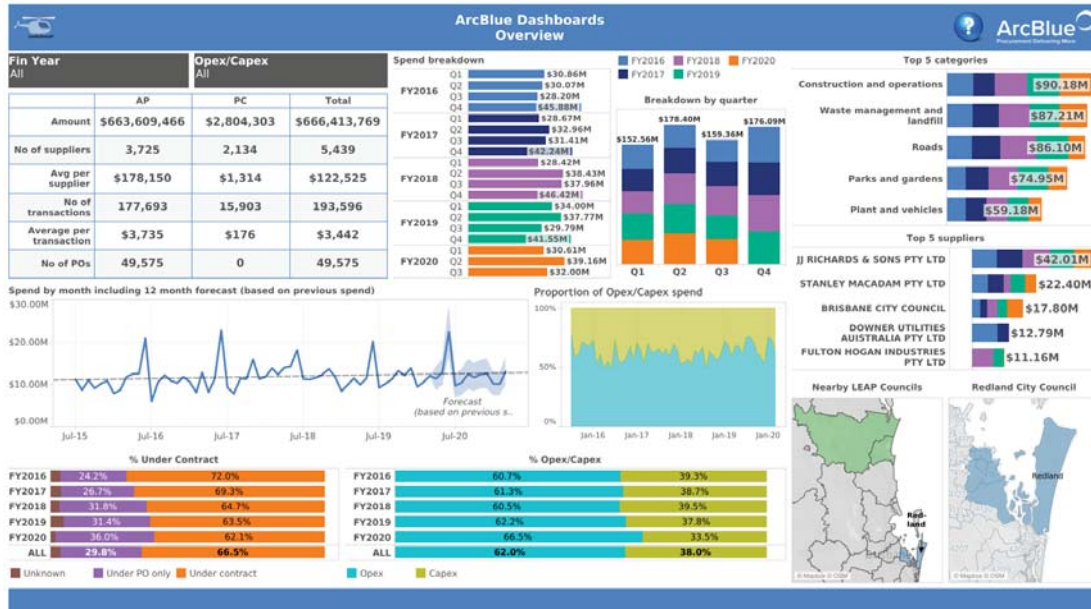 ArcBlue Dashboards
Overview
?
ArcBlue
Procurement Delivering More
Fin Year
All
Opex/Capex
All
AP PC Total
Amount $663,609,466 $2,804,303 $666,413,769
No of suppliers 3,725 2,134 5,439
Avg per
supplier $178,150 $1,314 $122,525
No of
transactions 177,693 15,903 193,596
Average per
transaction $3,735 $176 $3,442
No of POs 49,575 0 49,575
Spend breakdown
FY2016
Q1 $30.86M
Q2 $30.07M
Q3 $28.20M
Q4 $45.88M
FY2017
Q1 $28.67M
Q2 $32.96M
Q3 $31.41M
Q4 $42.24M
FY2018
Q1 $28.42M
Q2 $38.43M
Q3 $37.96M
Q4 $46.42M
FY2019
Q1 $34.00M
Q2 $37.77M
Q3 $29.79M
Q4 $41.55M
FY2020
Q1 $30.61M
Q2 $39.16M
Q3 $32.00M
FY2016 FY2018 FY2020
FY2017 FY2019
Breakdown by quarter
$152.56M $178.40M $159.36M $176.09M
Q1 Q2 Q3 Q4
Top 5 categories
Construction and operations $90.18M
Waste management and
landfill $87.21M
Roads $86.10M
Parks and gardens $74.95M
Plant and vehicles $59.18M
Top 5 suppliers
JJ RICHARDS & SONS PTY LTD $42.01M
STANLEY MACADAM PTY LTD $22.40M
BRISBANE CITY COUNCIL $17.80M
DOWNER UTILITIES
AUISTRALIA PTY LTD $12.79M
FULTON HOGAN INDUSTRIES
PTY LTD $11.16M
Spend by month including 12 month forecast (based on previous spend)
$30.00M
$20.00M
$10.00M
$0.00M
Forecast
(based on previous s..
Jul-15 Jul-16 Jul-17 Jul-18 Jul-19 Jul-20
Proportion of Opex/Capex spend
100%
50%
0%
Jan-16 Jan-17 Jan-18 Jan-19 Jan-20
Nearby LEAP Councils
Red-
land
© Mapbox © OSM
Redland City Council
Redland
© Mapbox © OSM
% Under Contract
FY2016 24.2% 72.0%
FY2017 26.7% 69.3%
FY2018 31.8% 64.7%
FY2019 31.4% 63.5%
FY2020 36.0% 62.1%
ALL 29.8% 66.5%
Unknown Under PO only Under contract
% Opex/Capex
FY2016 60.7% 39.3%
FY2017 61.3% 38.7%
FY2018 60.5% 39.5%
FY2019 62.2% 37.8%
FY2020 66.5% 33.5%
ALL 62.0% 38.0%
Opex Capex